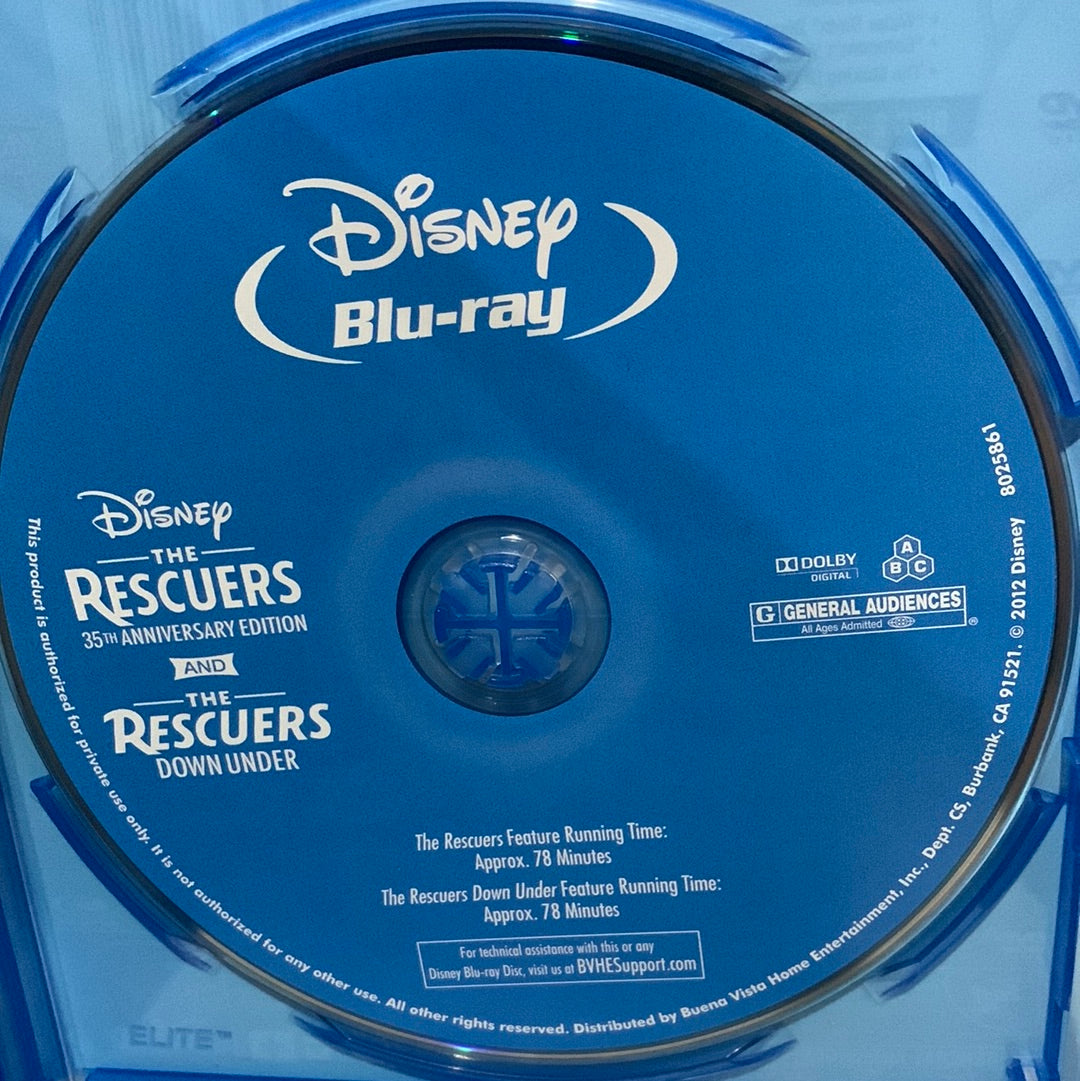 Disney
Blu-ray
Disney
THE
RESCUERS
35TH ANNIVERSARY EDITION
AND
THE
RESCUERS
DOWN UNDER
DOLBY
DIGITAL
A
B C
G GENERAL AUDIENCES
All Ages Admitted ®
The Rescuers Feature Running Time:
Approx. 78 Minutes
The Rescuers Down Under Feature Running Time:
Approx. 78 Minutes
For technical assistance with this or any
Disney Blu-ray Disc, visit us at BVHESupport.com
This product is authorized for private use only. It is not authorized for any other use. All other rights reserved. Distributed by Buena Vista Home Entertainment, Inc., Dept. CS, Burbank, CA 91521. © 2012 Disney 8025861
ELITE™